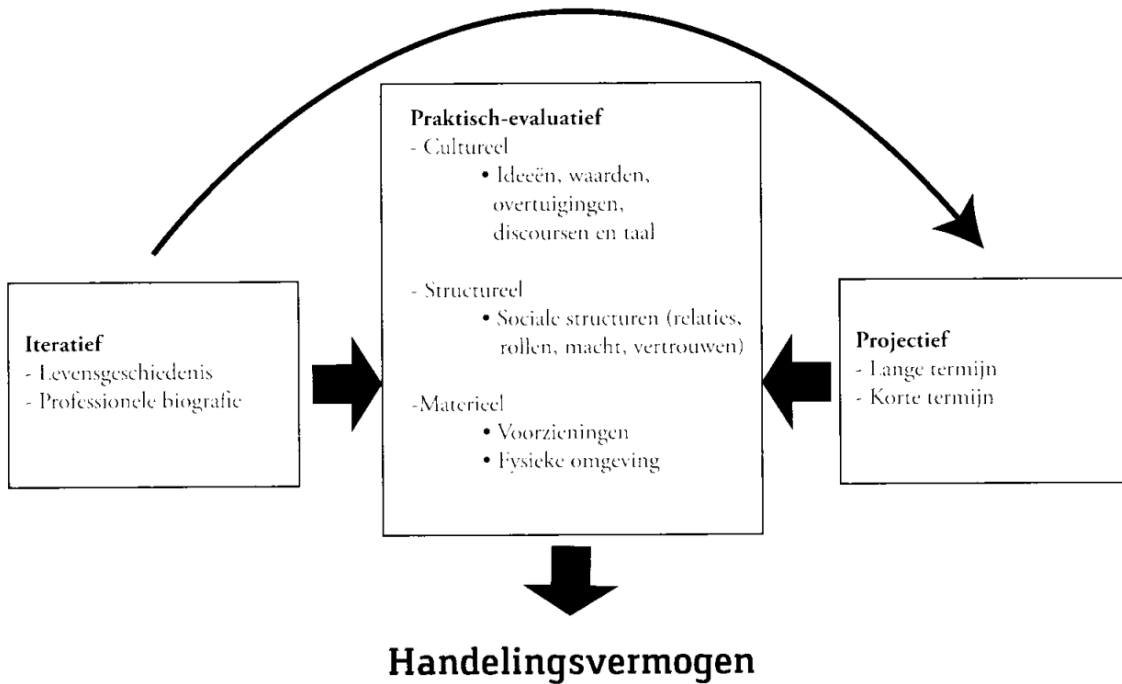 Praktisch-evaluatief
- Cultureel
• Ideeën, waarden,
overtuigingen,
discoursen en taal
- Structureel
• Sociale structuren (relaties,
rollen, macht, vertrouwen)
-Materieel
• Voorzieningen
• Fysieke omgeving
Iteratief
- Levensgeschiedenis
- Professionele biografie
Projectief
- Lange termijn
- Korte termijn
Handelingsvermogen